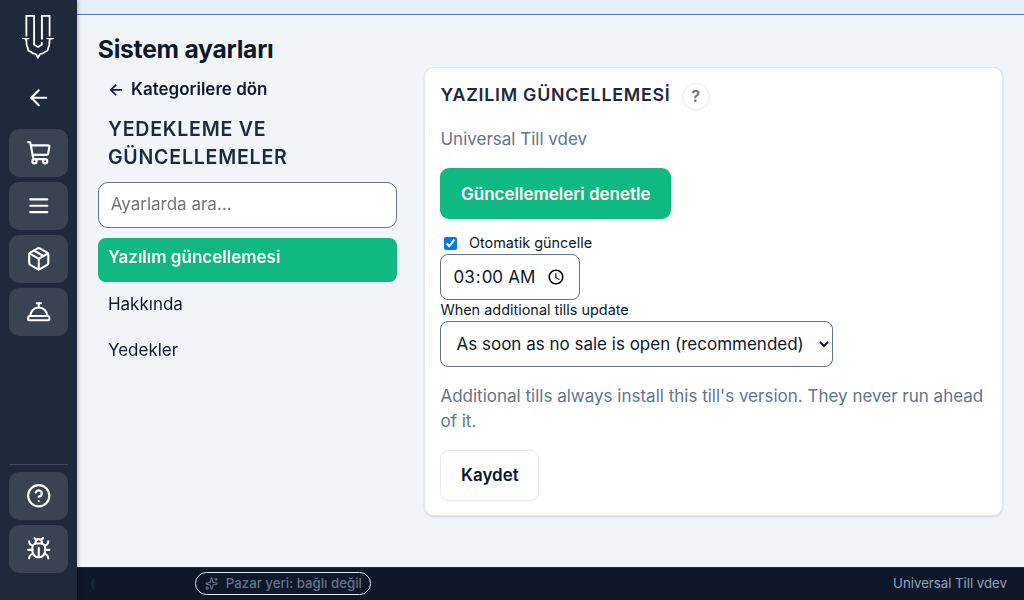 Sistem ayarları
Kategorilere dön
YEDEKLEME VE
GÜNCELLEMELER
Ayarlarda ara...
Yazılım güncellemesi
Hakkında
Yedekler
YAZILIM GÜNCELLEMESİ ?
Universal Till vdev
Güncellemeleri denetle
Otomatik güncelle
03:00 AM
When additional tills update
As soon as no sale is open (recommended)
Additional tills always install this till's version. They never run ahead
of it.
Kaydet
Pazar yeri: bağlı değil
Universal Till vdev